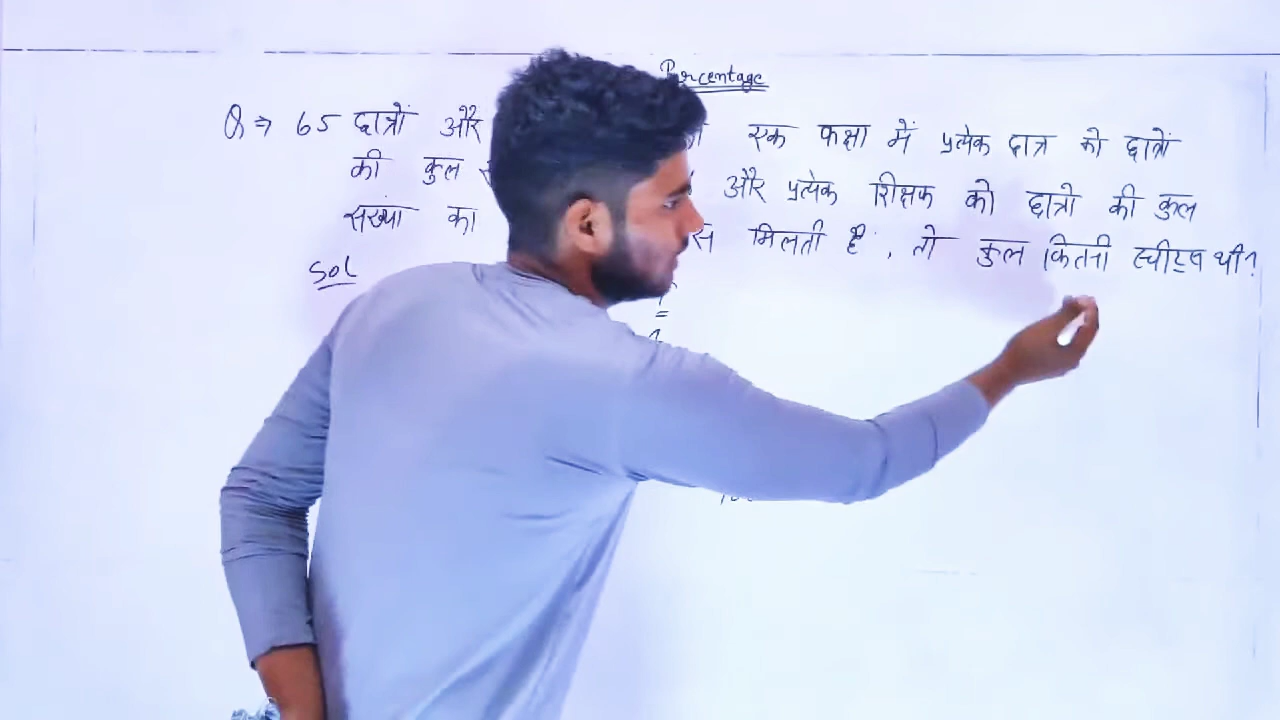 Percentage
Q ⇒ 65 छात्रों और एक कक्षा में प्रत्येक छात्र को छात्रों
की कुल और प्रत्येक शिक्षक को छात्रो की कुल
संख्या का मिलती है , तो कुल कितनी स्वीट्स थी?
Sol
=